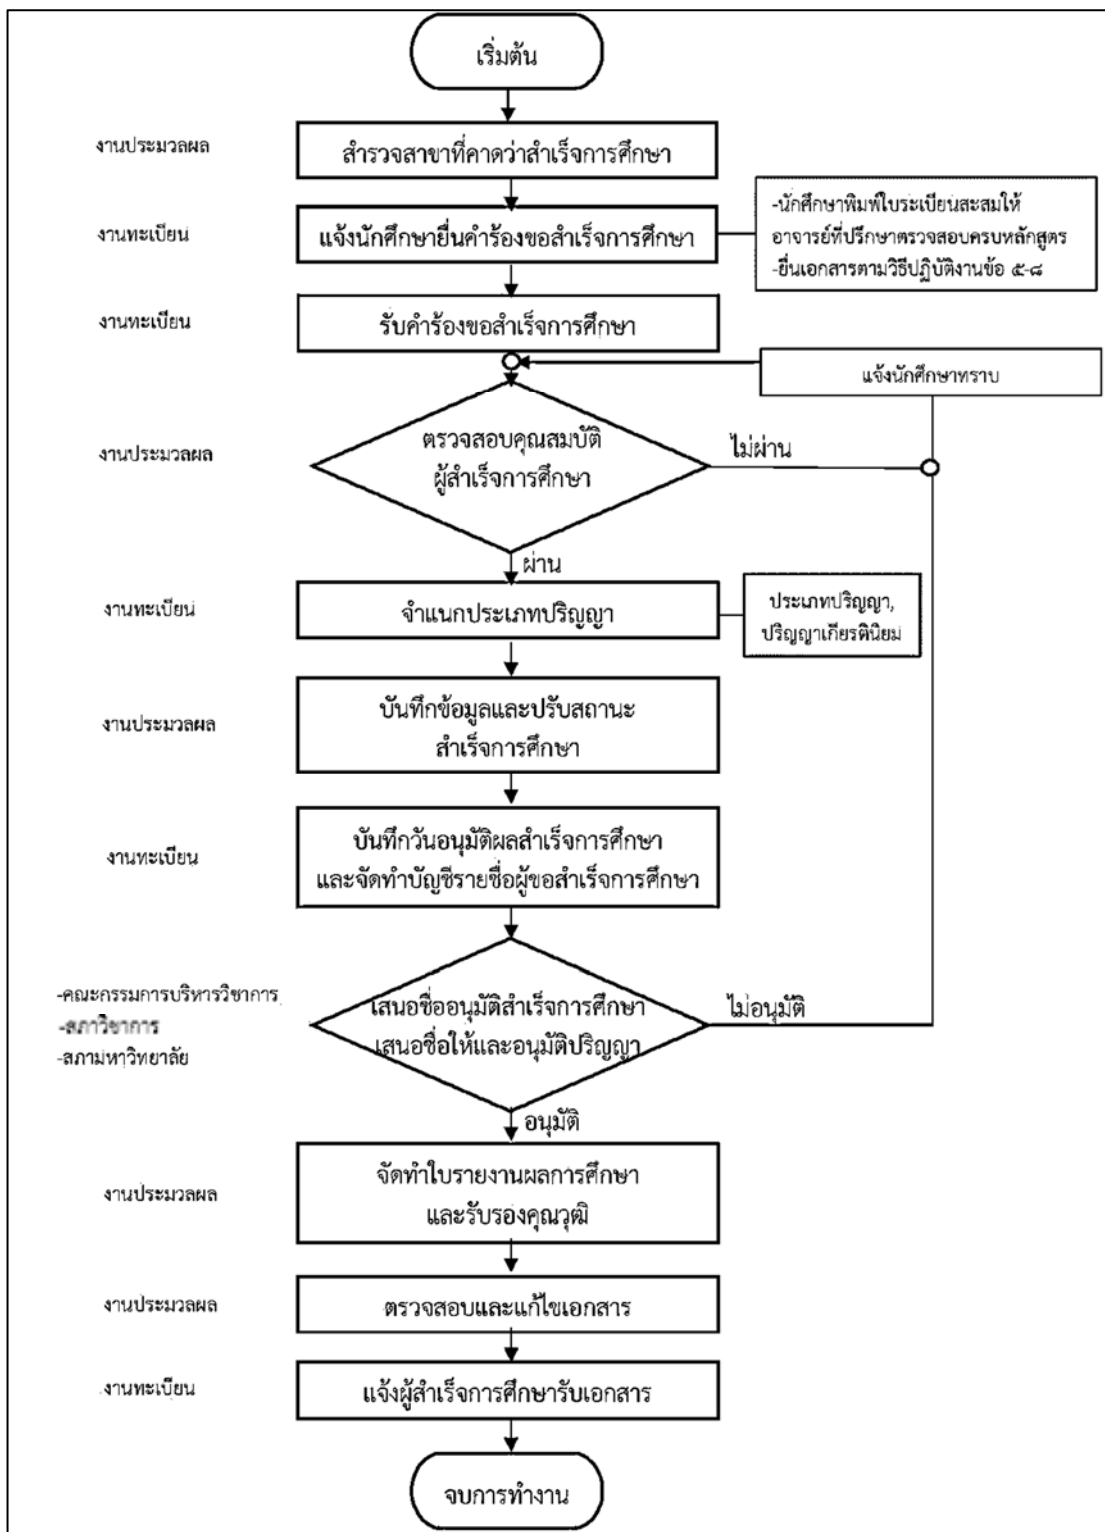 เริ่มต้น
งานประมวลผล
สำรวจสาขาที่คาดว่าสำเร็จการศึกษา
งานทะเบียน
แจ้งนักศึกษายื่นคำร้องขอสำเร็จการศึกษา
-นักศึกษาพิมพ์ใบระเบียนสะสมให้
อาจารย์ที่ปรึกษาตรวจสอบครบหลักสูตร
-ยื่นเอกสารตามวิธีปฏิบัติงานข้อ ๕-๘
งานทะเบียน
รับคำร้องขอสำเร็จการศึกษา
แจ้งนักศึกษาทราบ
งานประมวลผล
ตรวจสอบคุณสมบัติ
ผู้สำเร็จการศึกษา
ไม่ผ่าน
ผ่าน
งานทะเบียน
จำแนกประเภทปริญญา
ประเภทปริญญา,
ปริญญาเกียรตินิยม
งานประมวลผล
บันทึกข้อมูลและปรับสถานะ
สำเร็จการศึกษา
งานทะเบียน
บันทึกวันอนุมัติผลสำเร็จการศึกษา
และจัดทำบัญชีรายชื่อผู้ขอสำเร็จการศึกษา
-คณะกรรมการบริหารวิชาการ
-สภาวิชาการ
-สภามหาวิทยาลัย
เสนอชื่ออนุมัติสำเร็จการศึกษา
เสนอชื่อให้และอนุมัติปริญญา
ไม่อนุมัติ
อนุมัติ
งานประมวลผล
จัดทำใบรายงานผลการศึกษา
และรับรองคุณวุฒิ
งานประมวลผล
ตรวจสอบและแก้ไขเอกสาร
งานทะเบียน
แจ้งผู้สำเร็จการศึกษารับเอกสาร
จบการทำงาน